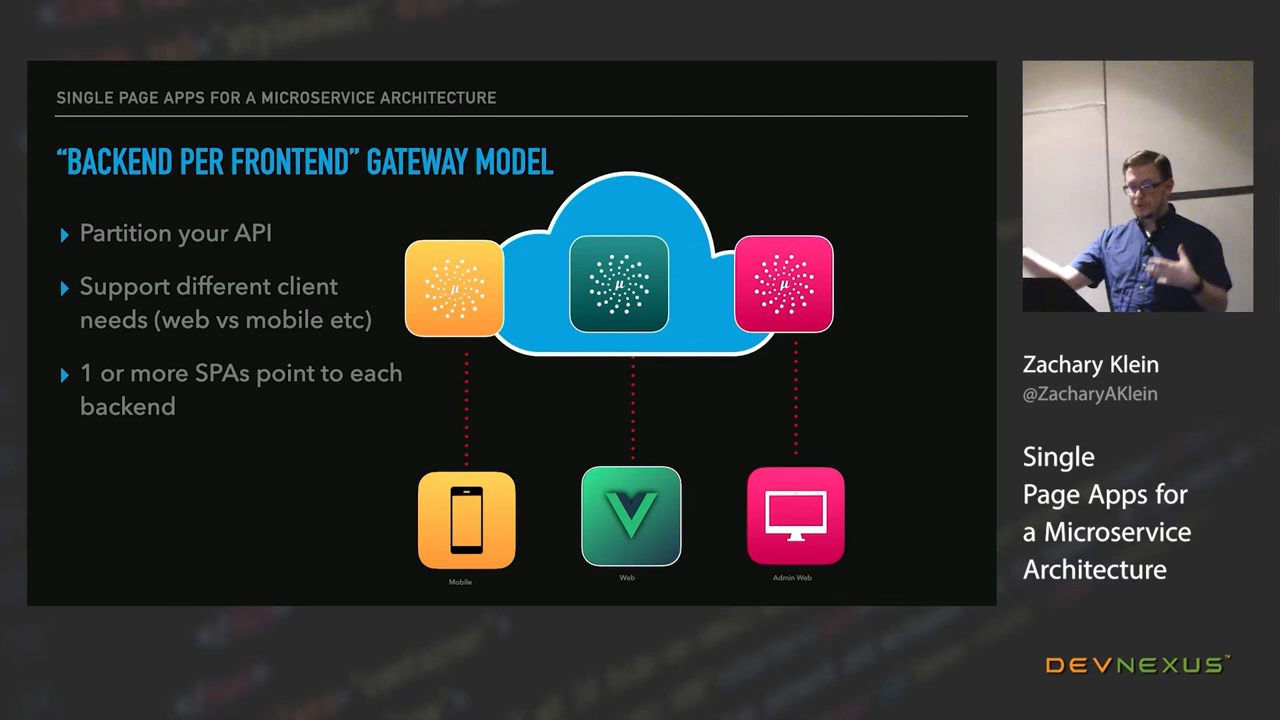 SINGLE PAGE APPS FOR A MICROSERVICE ARCHITECTURE
“BACKEND PER FRONTEND” GATEWAY MODEL
Partition your API
Support different client
needs (web vs mobile etc)
1 or more SPAs point to each
backend
µ
µ
µ
Mobile
Web
Admin Web
Zachary Klein
@ZacharyAKlein
Single
Page Apps for
a Microservice
Architecture
DEVNEXUS™